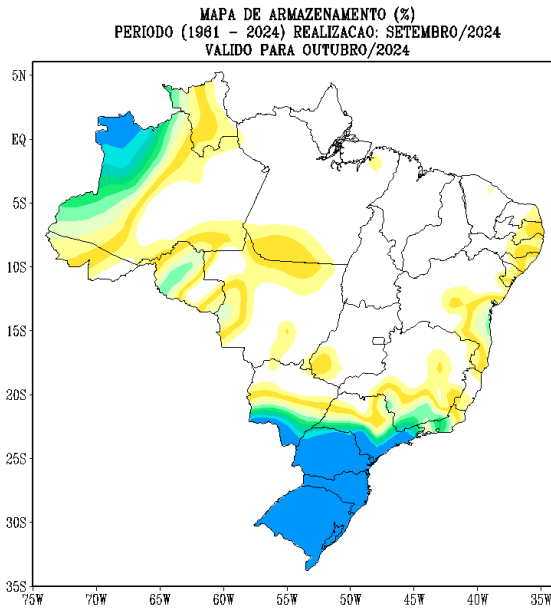 MAPA DE ARMAZENAMENTO (%)
PERIODO (1961 - 2024) REALIZACAO: SETEMBRO/2024
VALIDO PARA OUTUBRO/2024
5N
EQ
5S
10S
15S
20S
25S
30S
35S
75W 70W 65W 60W 55W 50W 45W 40W 35W